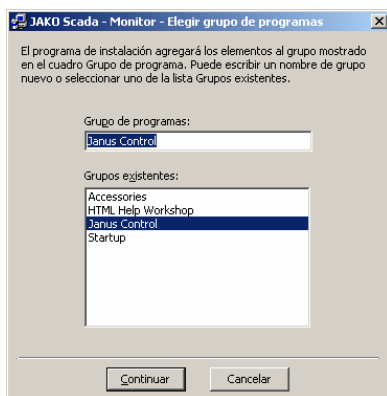 JAKO Scada - Monitor - Elegir grupo de programas
El programa de instalación agregará los elementos al grupo mostrado
en el cuadro Grupo de programa. Puede escribir un nombre de grupo
nuevo o seleccionar uno de la lista Grupos existentes.
Grupo de programas:
Janus Control
Grupos existentes:
Accessories
HTML Help Workshop
Janus Control
Startup
Continuar
Cancelar